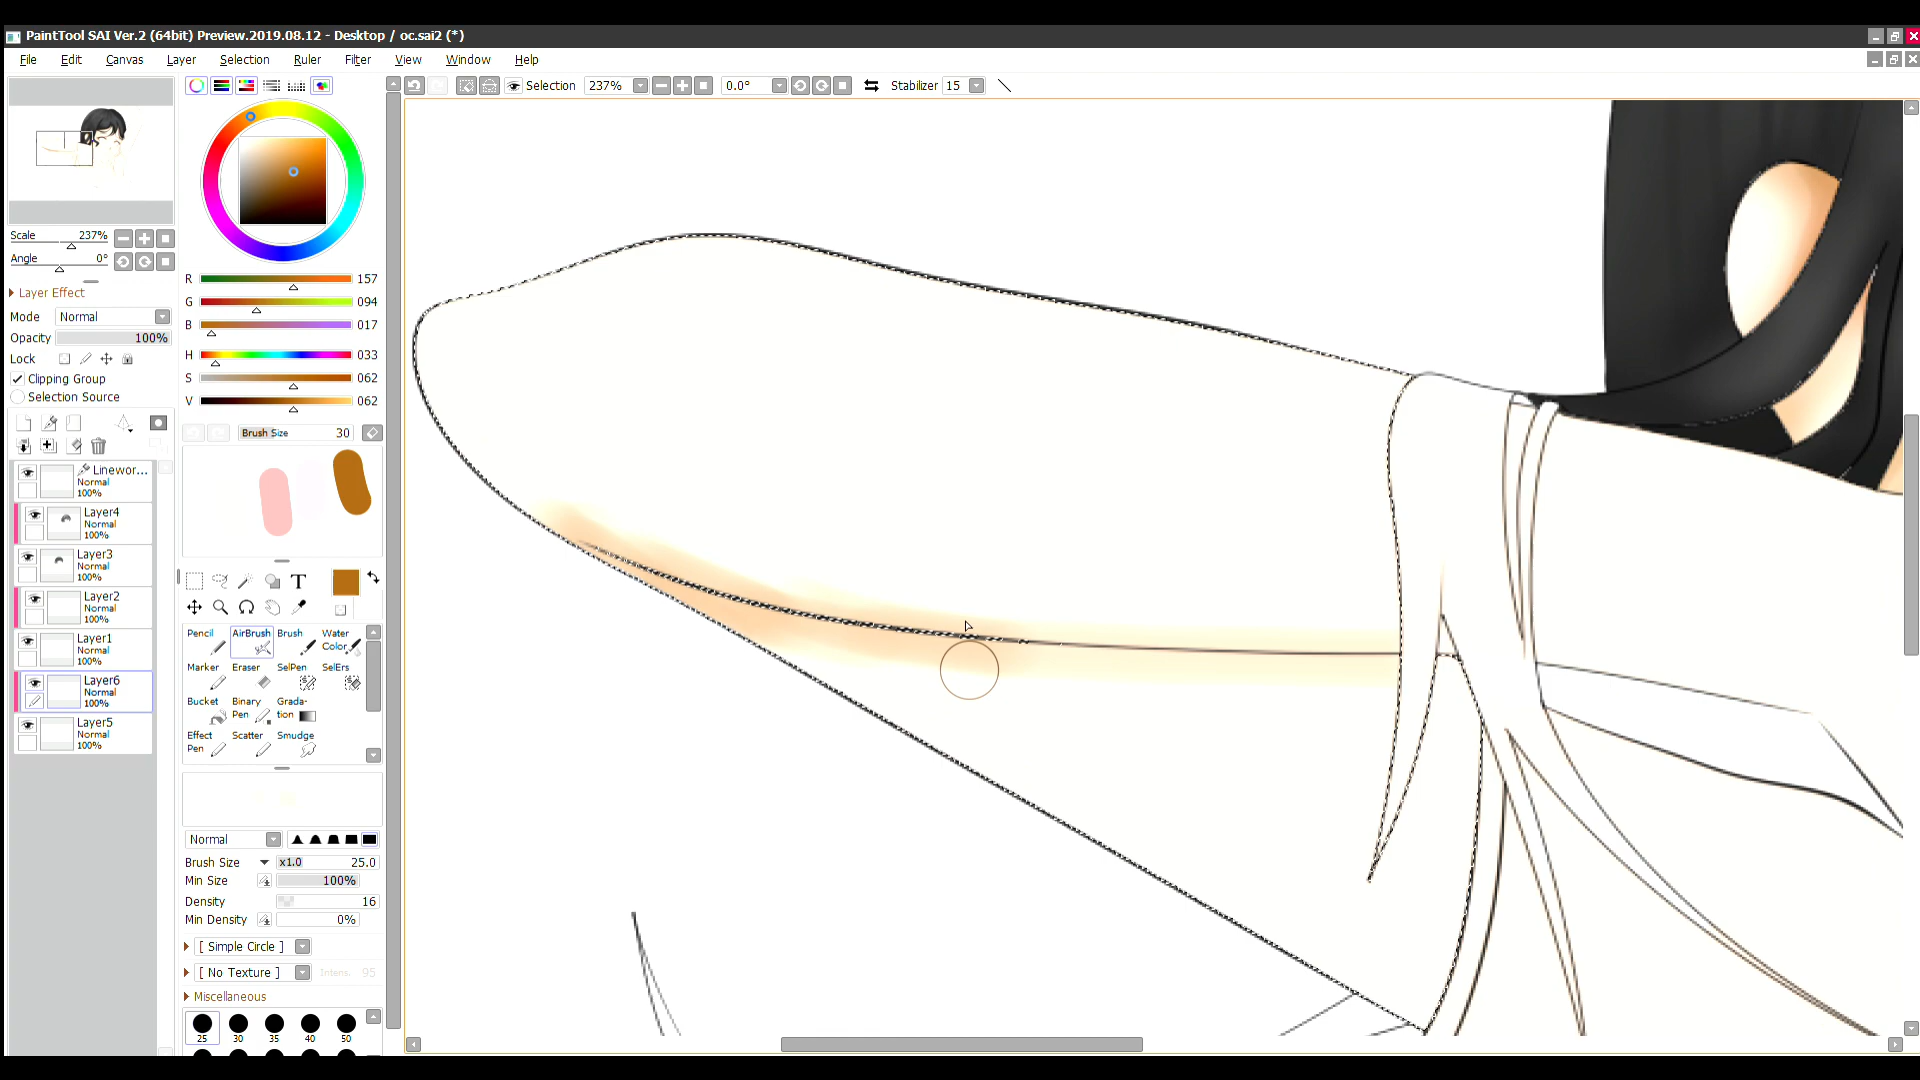 PaintTool SAI Ver.2 (64bit) Preview.2019.08.12 - Desktop / oc.sai2 (*)
File Edit Canvas Layer Selection Ruler Filter View Window Help
Selection 237% 0.0° Stabilizer 15
Scale 237%
Angle 0°
Layer Effect
Mode Normal
Opacity 100%
Lock
Clipping Group
Selection Source
Linewor...
Normal
100%
Layer4
Normal
100%
Layer3
Normal
100%
Layer2
Normal
100%
Layer1
Normal
100%
Layer6
Normal
100%
Layer5
Normal
100%
R 157
G 094
B 017
H 033
S 062
V 062
Brush Size 30
T
Pencil AirBrush Brush Water Color
Marker Eraser SelPen SelErs
Bucket Binary Pen Grada-tion
Effect Pen Scatter Smudge
Normal
Brush Size x1.0 25.0
Min Size 100%
Density 16
Min Density 0%
[ Simple Circle ]
[ No Texture ] Intens. 95
Miscellaneous
25 30 35 40 50